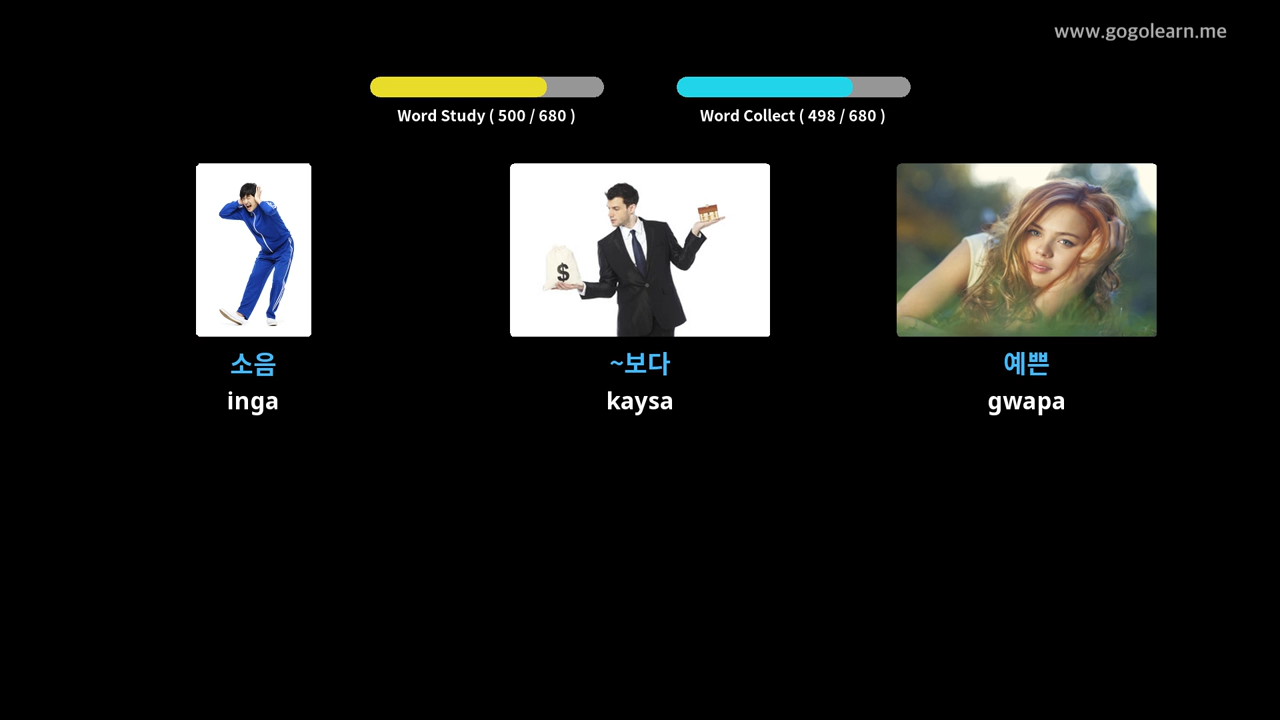 www.gogolearn.me
Word Study ( 500 / 680 )
Word Collect ( 498 / 680 )
소음
inga
~보다
kaysa
예쁜
gwapa
$